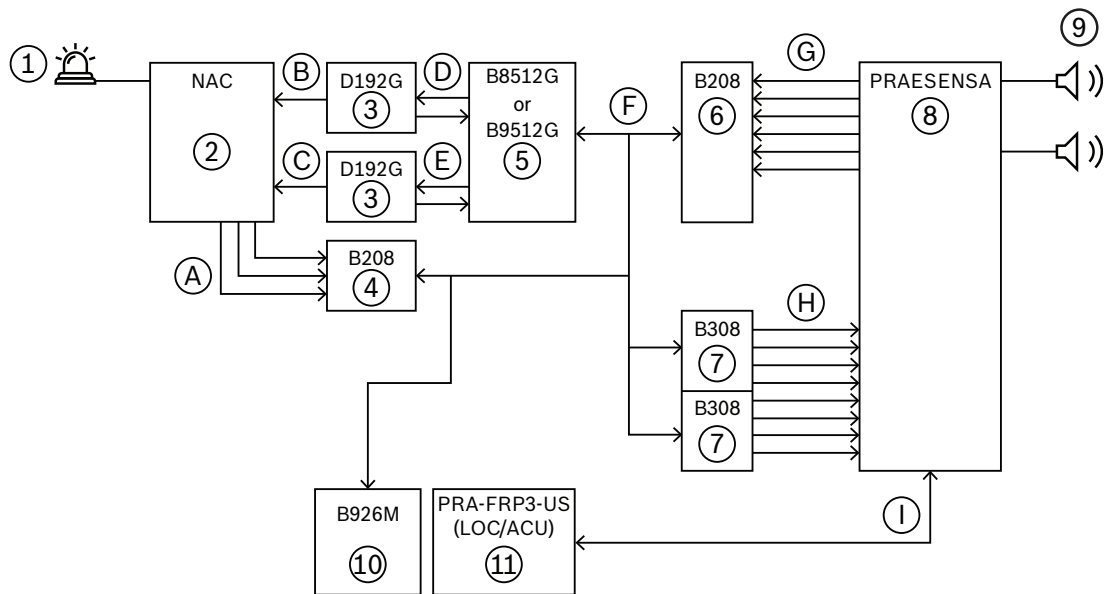 1
NAC
2
B
D192G
3
D
B8512G
or
B9512G
5
C
D192G
3
E
A
B208
4
F
B208
6
G
PRAESENSA
8
9
H
B308
7
B308
7
B926M
10
PRA-FRP3-US
(LOC/ACU)
11
I